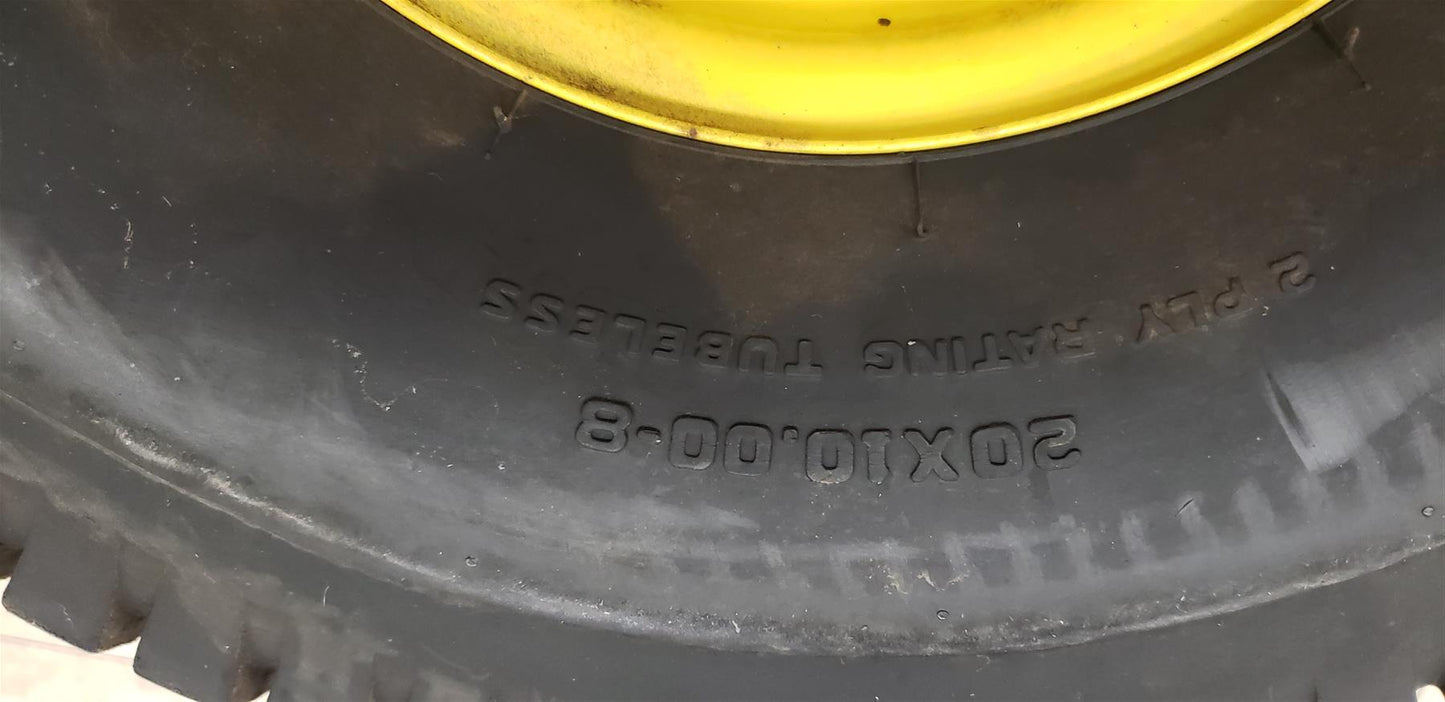 20X10.00-8
2 PLY RATING TUBELESS